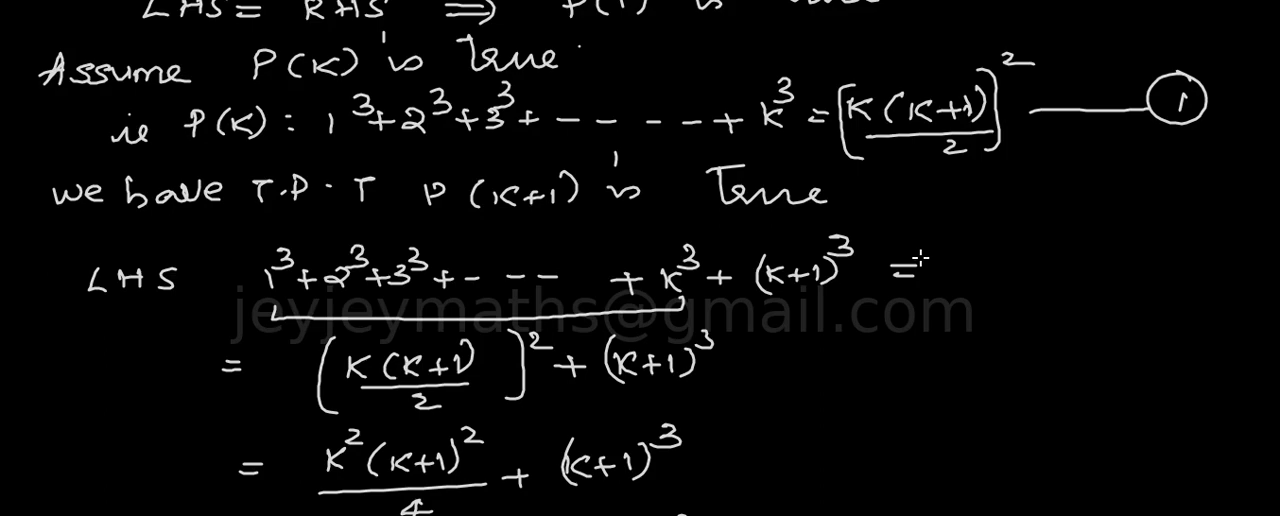 LHS = RHS ⇒ P(1) is true
Assume P(K) is True
ie P(K): 1³+2³+3³+ - - - - - + K³ = [K(K+1)/2]² —— ①
we have T.P.T P(K+1) is True
LHS 1³+2³+3³+ - - - + K³ + (K+1)³ =
jeyjeymaths@gmail.com
= (K(K+1)/2]² + (K+1)³
= K²(K+1)²/4 + (K+1)³